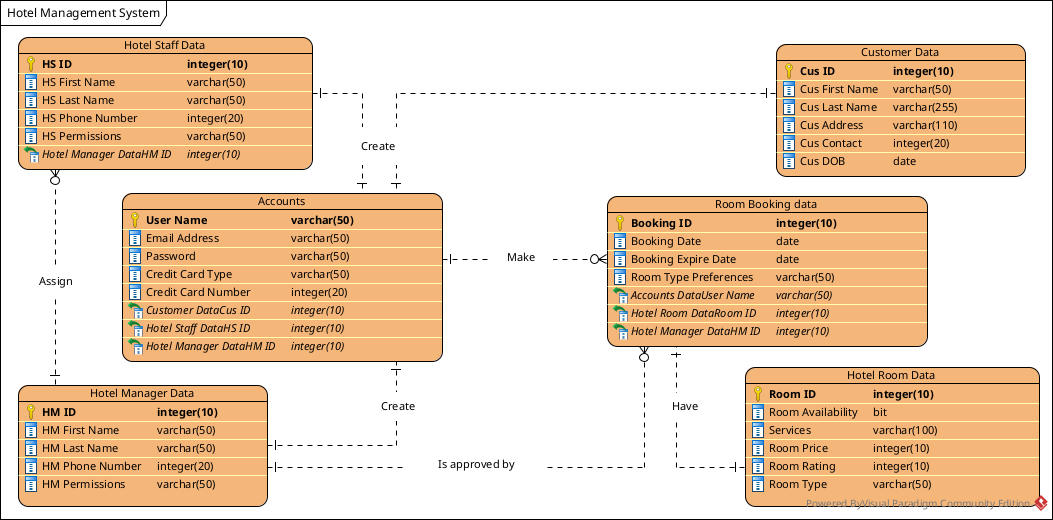 Hotel Management System
Hotel Staff Data
HS ID integer(10)
HS First Name varchar(50)
HS Last Name varchar(50)
HS Phone Number integer(20)
HS Permissions varchar(50)
Hotel Manager DataHM ID integer(10)
Customer Data
Cus ID integer(10)
Cus First Name varchar(50)
Cus Last Name varchar(255)
Cus Address varchar(110)
Cus Contact integer(20)
Cus DOB date
Create
Accounts
User Name varchar(50)
Email Address varchar(50)
Password varchar(50)
Credit Card Type varchar(50)
Credit Card Number integer(20)
Customer DataCus ID integer(10)
Hotel Staff DataHS ID integer(10)
Hotel Manager DataHM ID integer(10)
Make
Room Booking data
Booking ID integer(10)
Booking Date date
Booking Expire Date date
Room Type Preferences varchar(50)
Accounts DataUser Name varchar(50)
Hotel Room DataRoom ID integer(10)
Hotel Manager DataHM ID integer(10)
Assign
Hotel Manager Data
HM ID integer(10)
HM First Name varchar(50)
HM Last Name varchar(50)
HM Phone Number integer(20)
HM Permissions varchar(50)
Create
Is approved by
Have
Hotel Room Data
Room ID integer(10)
Room Availability bit
Services varchar(100)
Room Price integer(10)
Room Rating integer(10)
Room Type varchar(50)
Powered ByVisual Paradigm Community Edition